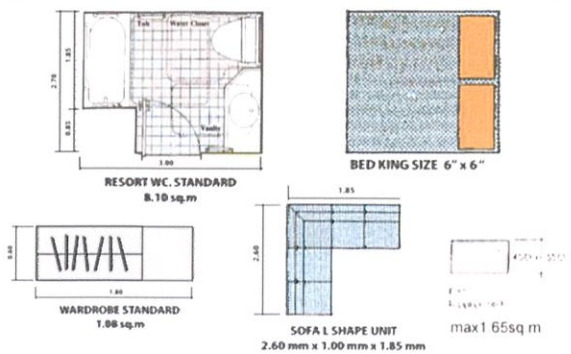 Tub Water Closet
1.85
2.70
0.85
Vanity
3.00
RESORT WC. STANDARD
8.10 sq.m
BED KING SIZE 6" x 6"
0.60
1.80
WARDROBE STANDARD
1.08 sq.m
1.85
2.60
SOFA L SHAPE UNIT
2.60 mm x 1.00 mm x 1.85 mm
max1 65sq m